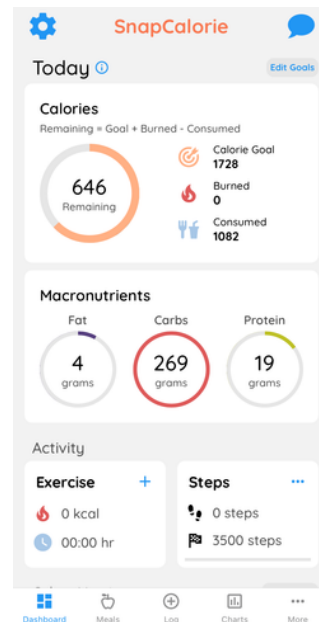 SnapCalorie
Today
Edit Goals
Calories
Remaining = Goal + Burned - Consumed
646
Remaining
Calorie Goal
1728
Burned
0
Consumed
1082
Macronutrients
Fat
Carbs
Protein
4
269
19
grams
grams
grams
Activity
Exercise
+
Steps
0 kcal
0 steps
00:00 hr
3500 steps
Dashboard
Meals
Log
Charts
More